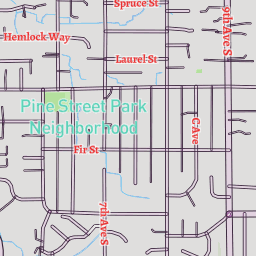 Spruce St
Hemlock Way
Laurel St
9th Ave S
Pine Street Park
Neighborhood
C Ave
Fir St
7th Ave S